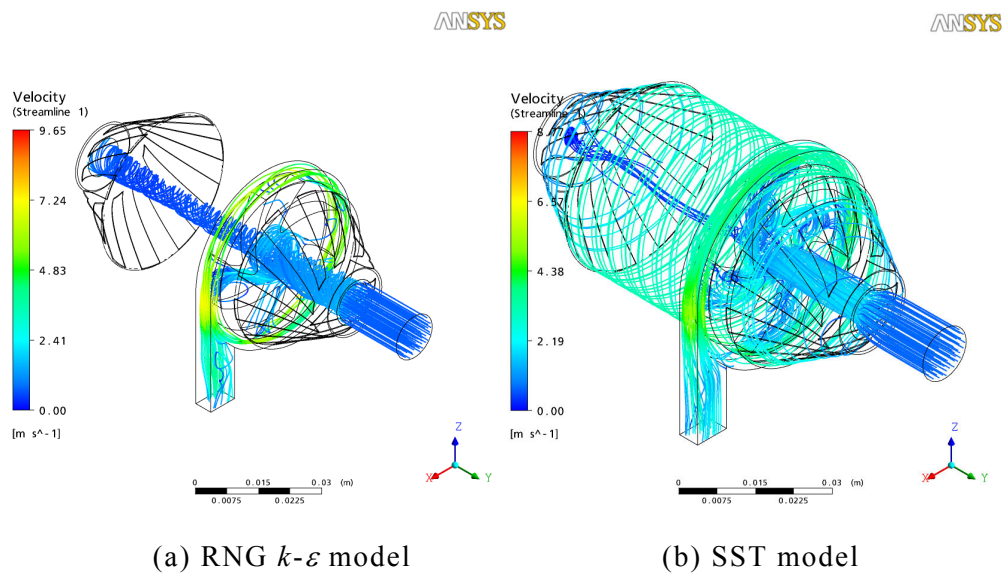 ANSYS
ANSYS
Velocity
(Streamline 1)
9.65
7.24
4.83
2.41
0.00
[m s^-1]
Z
X
Y
0 0.015 0.03 (m)
0.0075 0.0225
Velocity
(Streamline 1)
8.77
6.57
4.38
2.19
0.00
[m s^-1]
Z
X
Y
0 0.015 0.03 (m)
0.0075 0.0225
(a) RNG k-ε model
(b) SST model